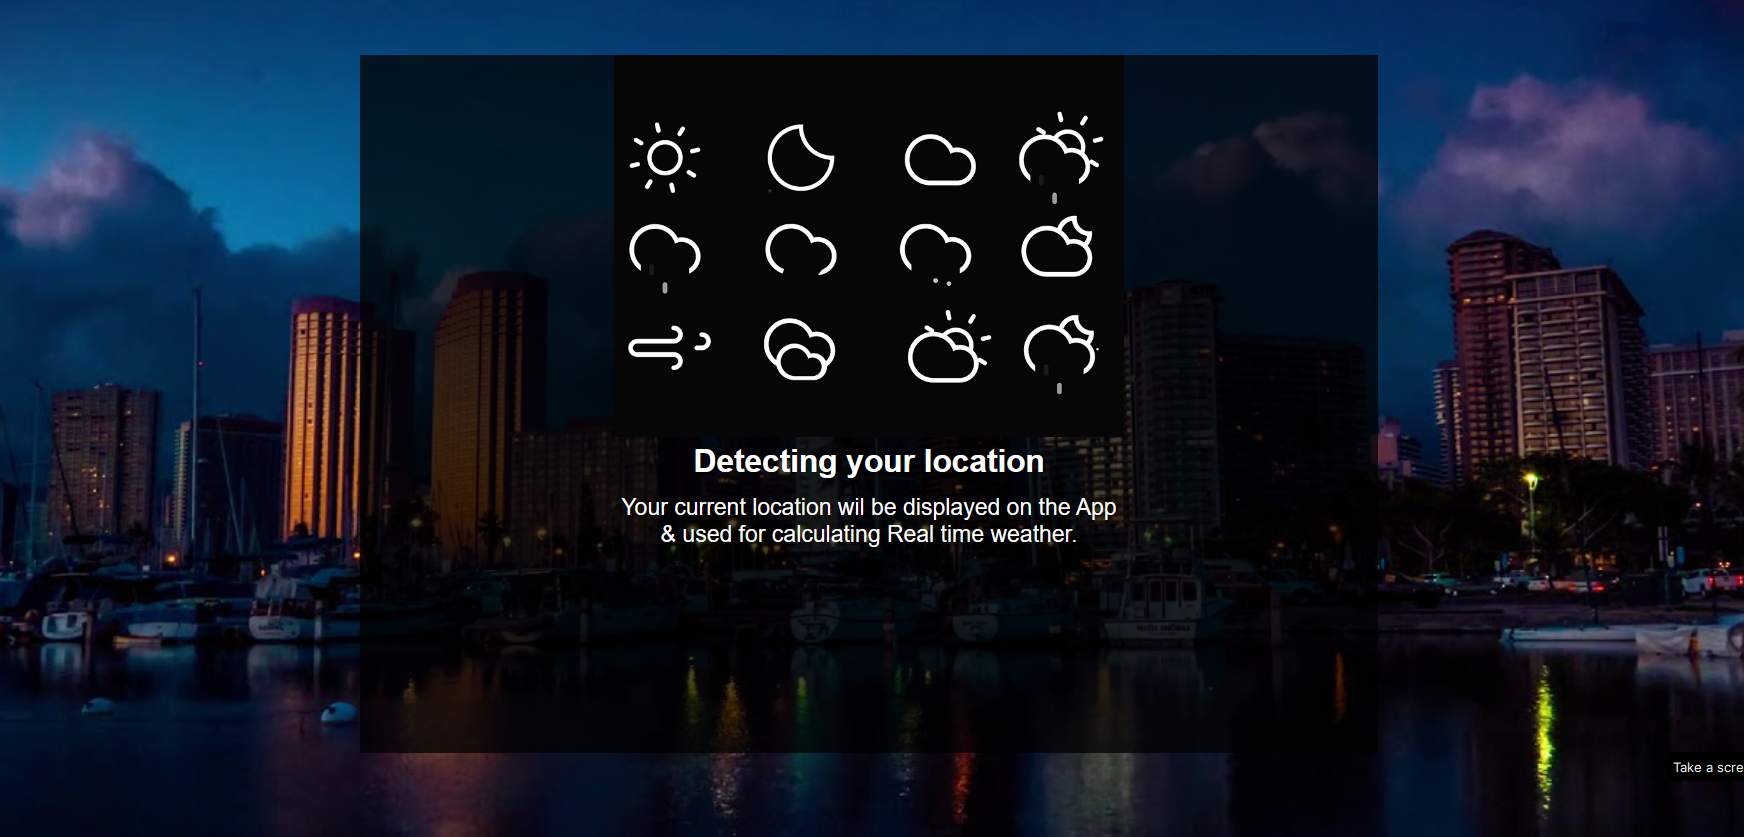 Detecting your location
Your current location wil be displayed on the App
& used for calculating Real time weather.
Take a scre